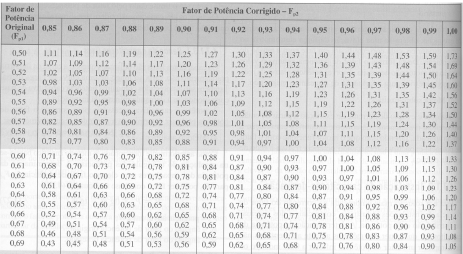 Fator de Potência Original (Fp1) Fator de Potência Corrigido – Fp2
0,85 0,86 0,87 0,88 0,89 0,90 0,91 0,92 0,93 0,94 0,95 0,96 0,97 0,98 0,99 1,00
0,50 1,11 1,14 1,16 1,19 1,22 1,25 1,27 1,30 1,33 1,37 1,40 1,44 1,48 1,53 1,59 1,73
0,51 1,07 1,09 1,12 1,14 1,17 1,20 1,23 1,26 1,29 1,32 1,36 1,39 1,43 1,48 1,54 1,69
0,52 1,02 1,05 1,07 1,10 1,13 1,16 1,19 1,22 1,25 1,28 1,31 1,35 1,39 1,44 1,50 1,64
0,53 0,98 1,03 1,03 1,06 1,08 1,11 1,14 1,17 1,20 1,23 1,27 1,31 1,35 1,39 1,45 1,60
0,54 0,94 0,96 0,99 1,02 1,04 1,07 1,10 1,13 1,16 1,19 1,23 1,26 1,31 1,35 1,42 1,56
0,55 0,89 0,92 0,95 0,98 1,00 1,03 1,06 1,09 1,12 1,15 1,19 1,22 1,26 1,31 1,37 1,52
0,56 0,86 0,89 0,91 0,94 0,96 0,99 1,02 1,05 1,08 1,12 1,15 1,19 1,23 1,28 1,34 1,50
0,57 0,82 0,85 0,87 0,90 0,92 0,96 0,98 1,01 1,05 1,08 1,11 1,15 1,19 1,24 1,30 1,44
0,58 0,78 0,81 0,84 0,86 0,89 0,92 0,95 0,98 1,01 1,04 1,07 1,11 1,15 1,20 1,26 1,40
0,59 0,75 0,77 0,80 0,83 0,85 0,88 0,91 0,94 0,97 1,00 1,04 1,08 1,12 1,16 1,22 1,37
0,60 0,71 0,74 0,76 0,79 0,82 0,85 0,88 0,91 0,94 0,97 1,00 1,04 1,08 1,13 1,19 1,33
0,61 0,68 0,70 0,73 0,74 0,78 0,81 0,84 0,87 0,90 0,93 0,97 1,00 1,05 1,09 1,15 1,30
0,62 0,64 0,67 0,70 0,72 0,75 0,78 0,81 0,84 0,87 0,90 0,93 0,97 1,01 1,06 1,12 1,26
0,63 0,61 0,64 0,66 0,69 0,72 0,75 0,77 0,81 0,84 0,87 0,90 0,94 0,98 1,03 1,09 1,23
0,64 0,58 0,61 0,63 0,66 0,68 0,72 0,74 0,77 0,80 0,84 0,87 0,91 0,95 0,99 1,06 1,20
0,65 0,55 0,57 0,60 0,63 0,65 0,68 0,71 0,74 0,77 0,80 0,84 0,88 0,92 0,96 1,02 1,17
0,66 0,52 0,54 0,57 0,60 0,62 0,65 0,68 0,71 0,74 0,77 0,81 0,84 0,88 0,93 0,99 1,14
0,67 0,49 0,51 0,54 0,57 0,60 0,62 0,65 0,68 0,71 0,74 0,78 0,81 0,86 0,90 0,96 1,11
0,68 0,46 0,48 0,51 0,54 0,56 0,59 0,62 0,65 0,68 0,71 0,75 0,78 0,83 0,87 0,93 1,08
0,69 0,43 0,45 0,48 0,51 0,53 0,56 0,59 0,62 0,65 0,68 0,72 0,76 0,80 0,84 0,90 1,05